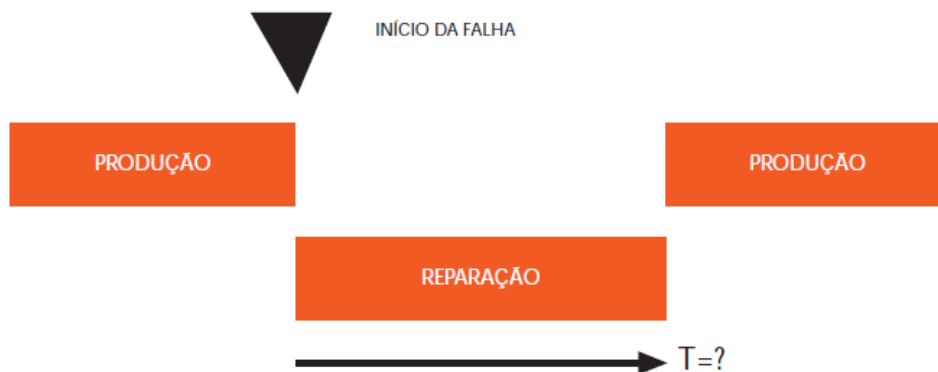 INÍCIO DA FALHA
PRODUÇÃO
PRODUÇÃO
REPARAÇÃO
T=?